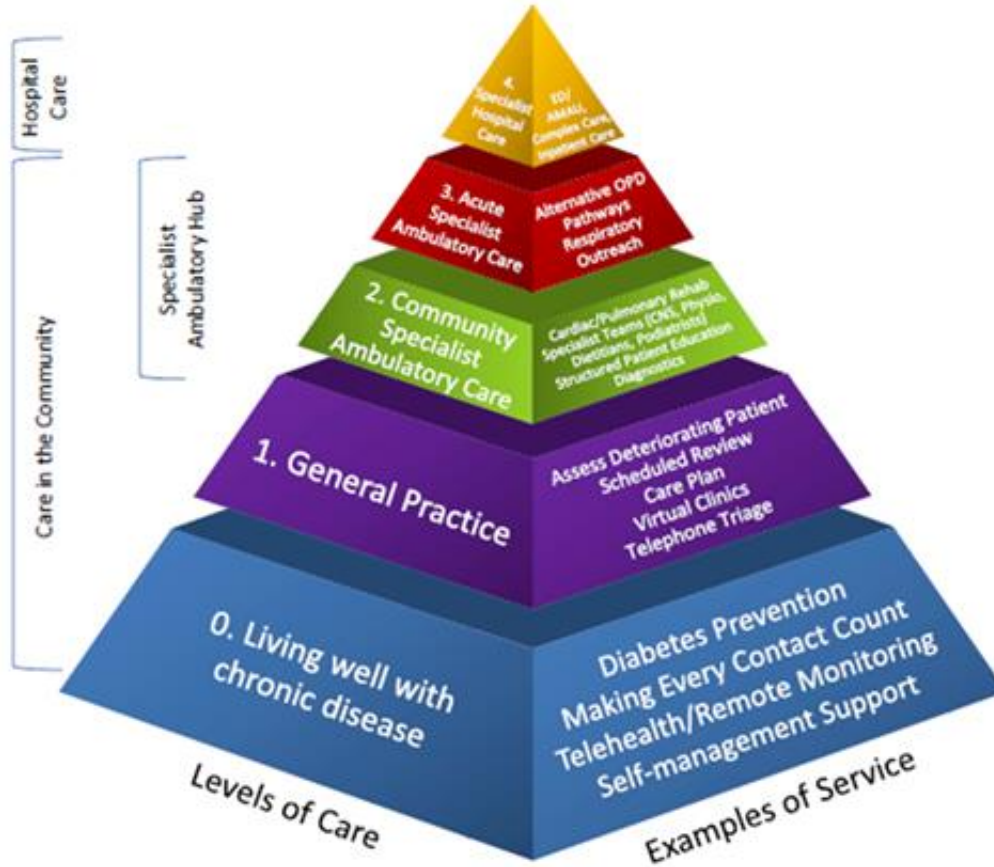 Hospital
Care
Specialist
Ambulatory Hub
Care in the Community
4.
Specialist
Hospital
Care
ED/
AMAU,
Complex Care,
Inpatient Care
3. Acute
Specialist
Ambulatory Care
Alternative OPD
Pathways
Respiratory
Outreach
2. Community
Specialist
Ambulatory Care
Cardiac/Pulmonary Rehab
Specialist Teams (CNS, Physio,
Dietitians, Podiatrists)
Structured Patient Education
Diagnostics
1. General Practice
Assess Deteriorating Patient
Scheduled Review
Care Plan
Virtual Clinics
Telephone Triage
0. Living well with
chronic disease
Diabetes Prevention
Making Every Contact Count
Telehealth/Remote Monitoring
Self-management Support
Levels of Care
Examples of Service